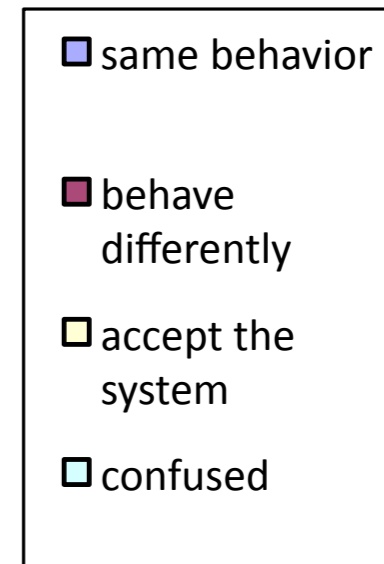 same behavior
behave
differently
accept the
system
confused